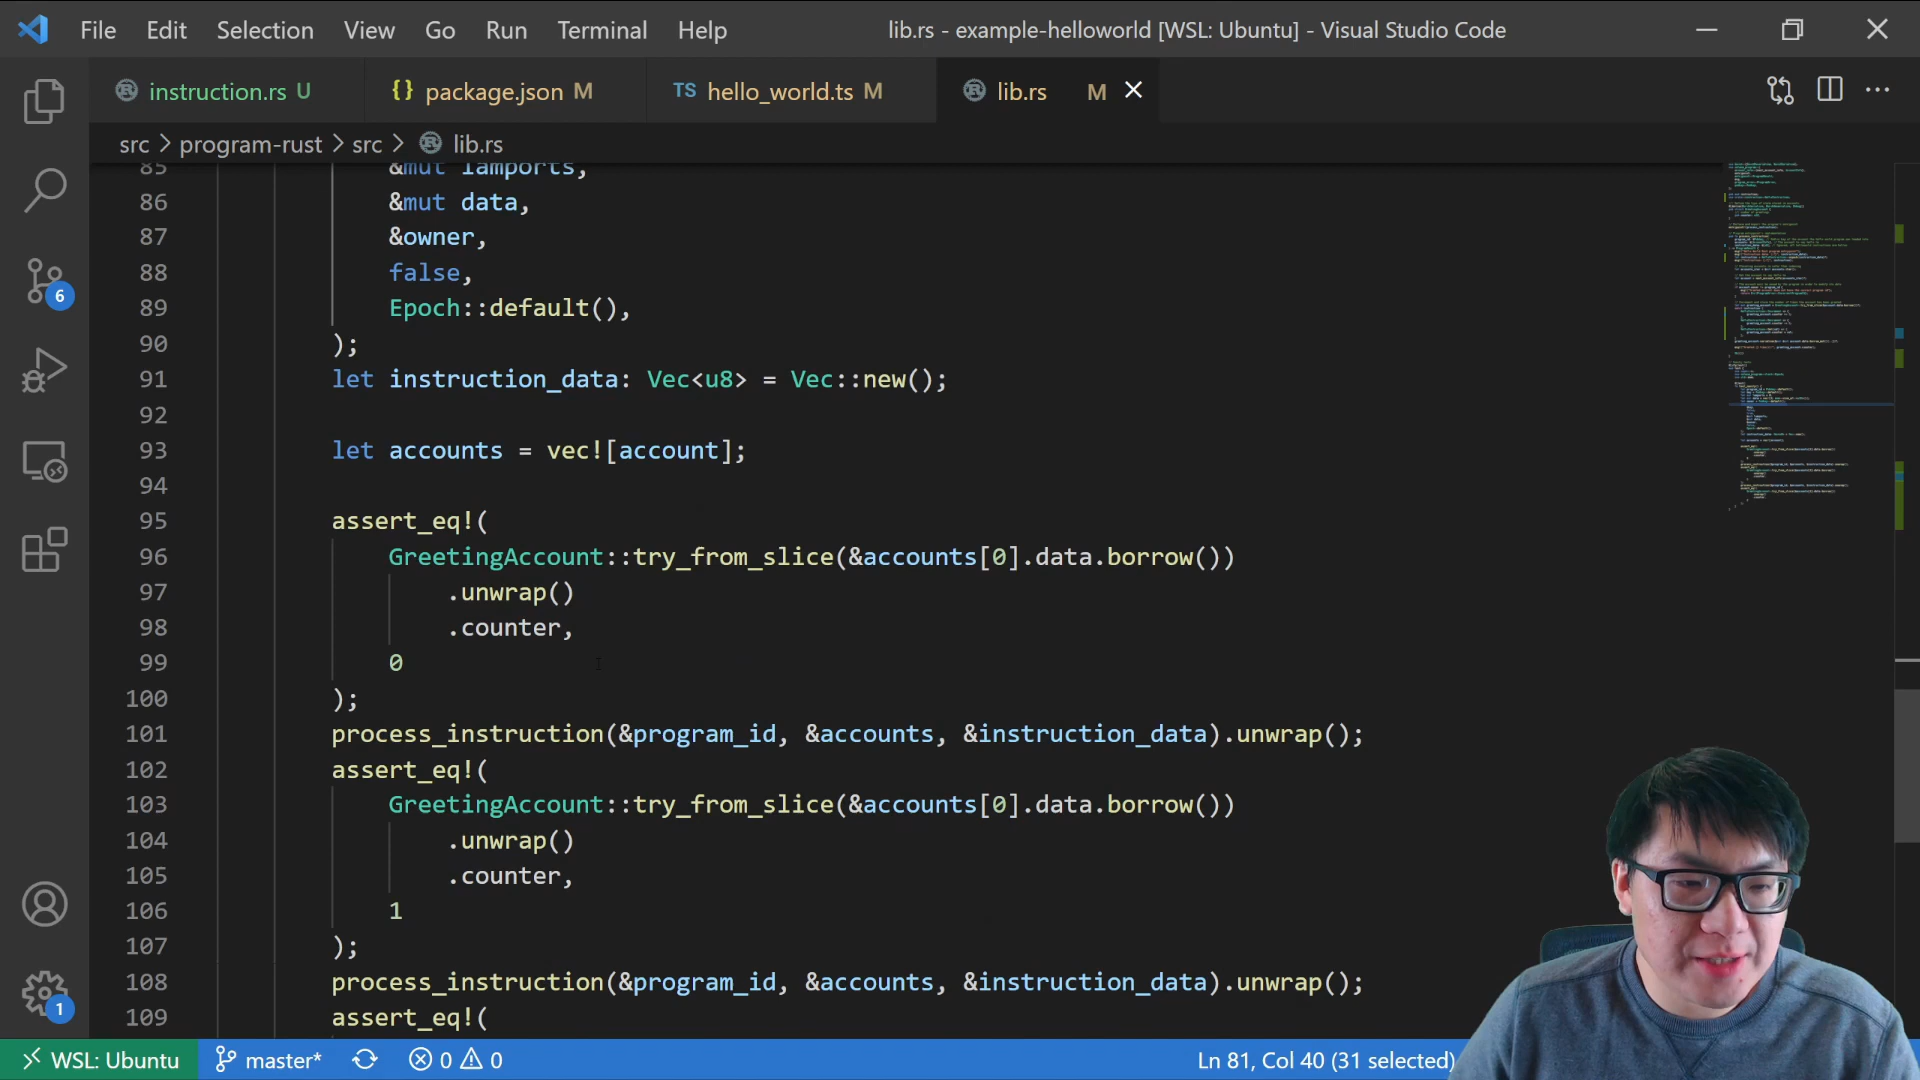 File Edit Selection View Go Run Terminal Help lib.rs - example-helloworld [WSL: Ubuntu] - Visual Studio Code
instruction.rs U {} package.json M TS hello_world.ts M lib.rs M
src > program-rust > src > lib.rs
85 &mut lamports,
86 &mut data,
87 &owner,
88 false,
89 Epoch::default(),
90 );
91 let instruction_data: Vec<u8> = Vec::new();
92
93 let accounts = vec![account];
94
95 assert_eq!(
96 GreetingAccount::try_from_slice(&accounts[0].data.borrow())
97 .unwrap()
98 .counter,
99 0
100 );
101 process_instruction(&program_id, &accounts, &instruction_data).unwrap();
102 assert_eq!(
103 GreetingAccount::try_from_slice(&accounts[0].data.borrow())
104 .unwrap()
105 .counter,
106 1
107 );
108 process_instruction(&program_id, &accounts, &instruction_data).unwrap();
109 assert_eq!(
6
1
WSL: Ubuntu master* 0 0 Ln 81, Col 40 (31 selected)